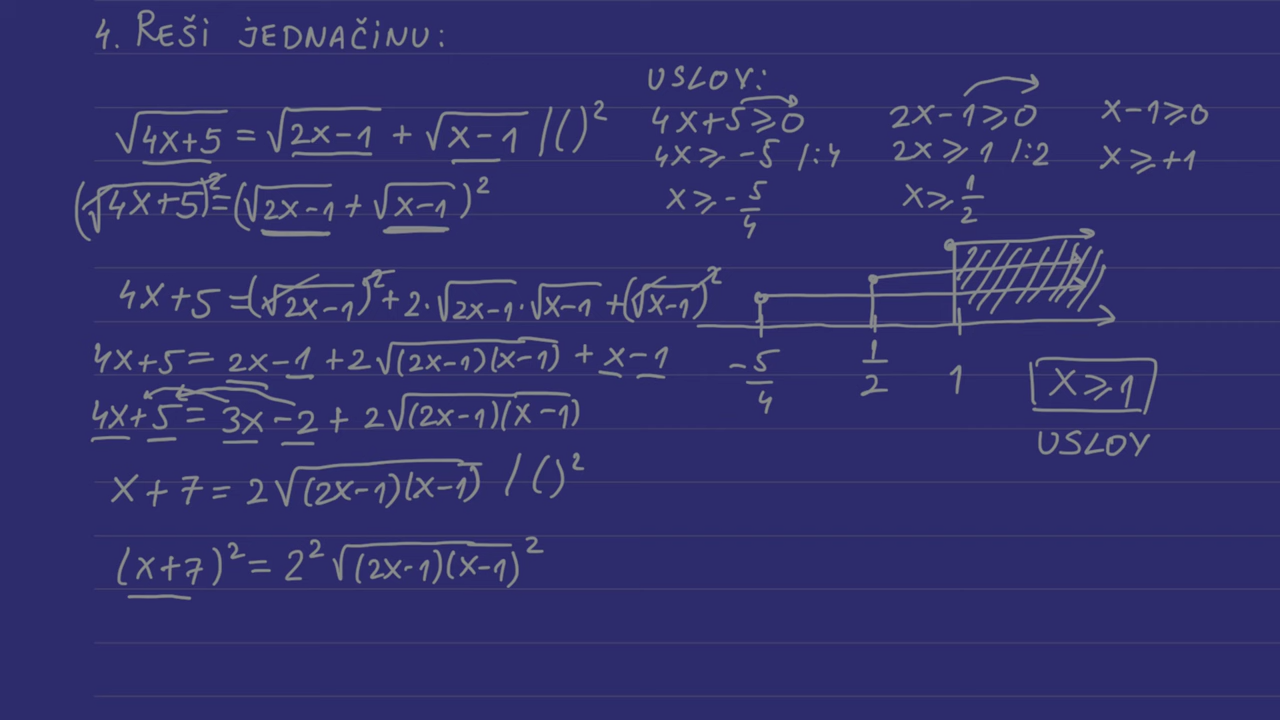 4. REŠI JEDNAČINU:
√(4x+5) = √(2x-1) + √(x-1) /()²
(√(4x+5))² = (√(2x-1) + √(x-1))²
4x+5 = (√(2x-1))² + 2·√(2x-1)·√(x-1) + (√(x-1))²
4x+5 = 2x-1 + 2√((2x-1)(x-1)) + x-1
4x+5 = 3x-2 + 2√((2x-1)(x-1))
x+7 = 2√((2x-1)(x-1)) /()²
(x+7)² = 2² √((2x-1)(x-1))²
USLOV:
4x+5 ≥ 0
4x ≥ -5 /:4
x ≥ -5/4
2x-1 ≥ 0
2x ≥ 1 /:2
x ≥ 1/2
x-1 ≥ 0
x ≥ +1
-5/4 1/2 1
x ≥ 1
USLOV